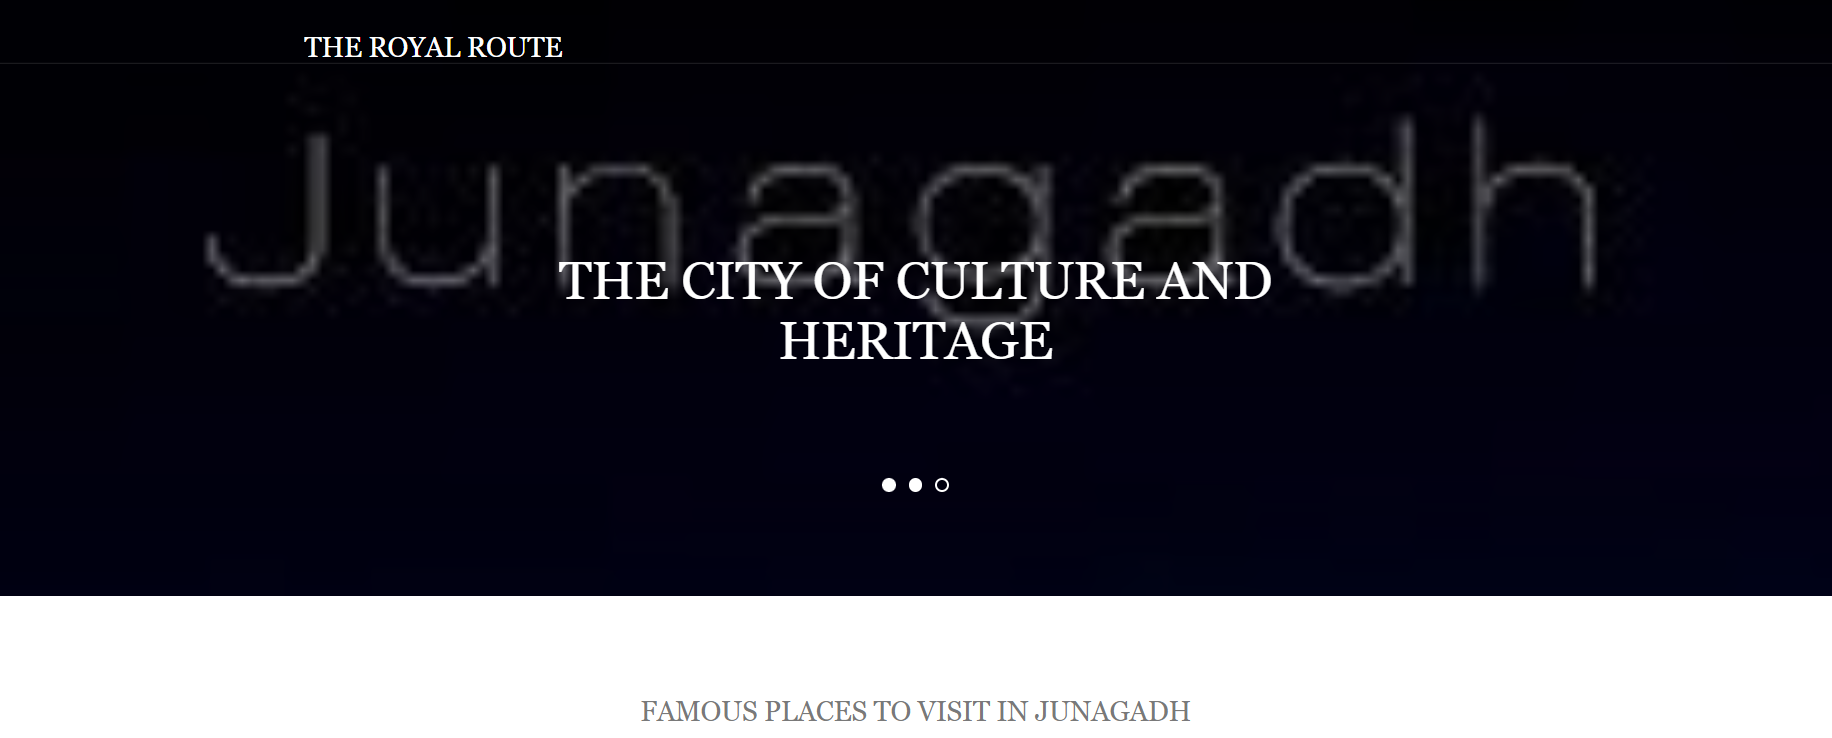 THE ROYAL ROUTE
Junagadh
THE CITY OF CULTURE AND
HERITAGE
FAMOUS PLACES TO VISIT IN JUNAGADH